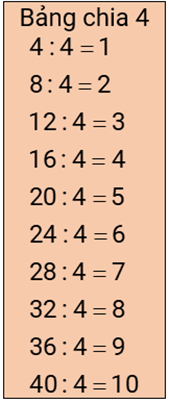 Bảng chia 4
4 : 4 = 1
8 : 4 = 2
12 : 4 = 3
16 : 4 = 4
20 : 4 = 5
24 : 4 = 6
28 : 4 = 7
32 : 4 = 8
36 : 4 = 9
40 : 4 = 10